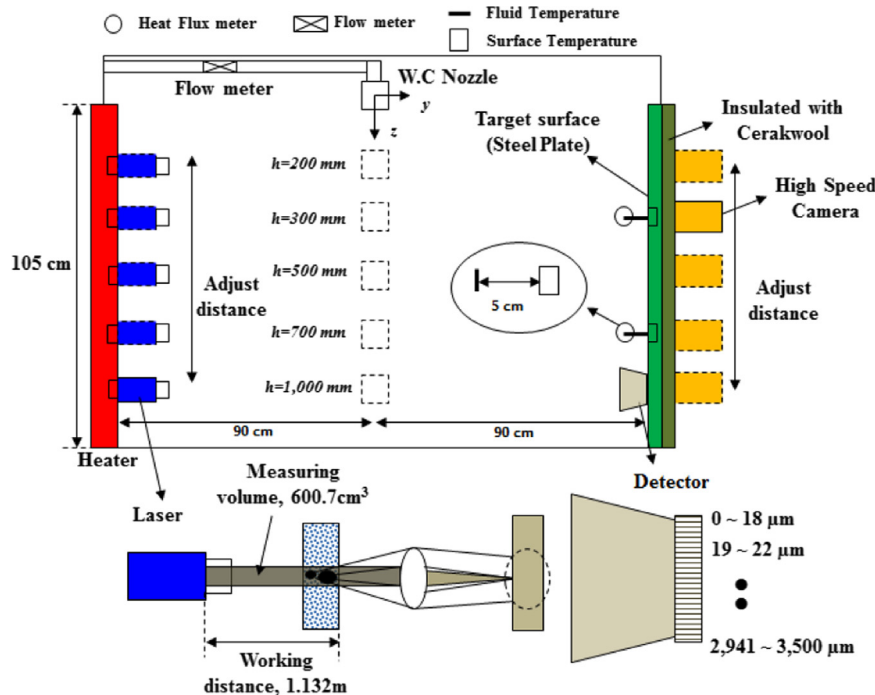 Heat Flux meter
Flow meter
Fluid Temperature
Surface Temperature
Flow meter
W.C Nozzle
y
z
Target surface
(Steel Plate)
Insulated with
Cerakwool
High Speed
Camera
h=200 mm
h=300 mm
h=500 mm
h=700 mm
h=1,000 mm
105 cm
Adjust
distance
5 cm
Adjust
distance
90 cm
90 cm
Heater
Laser
Measuring
volume, 600.7cm³
Detector
0 ~ 18 μm
19 ~ 22 μm
2,941 ~ 3,500 μm
Working
distance, 1.132m